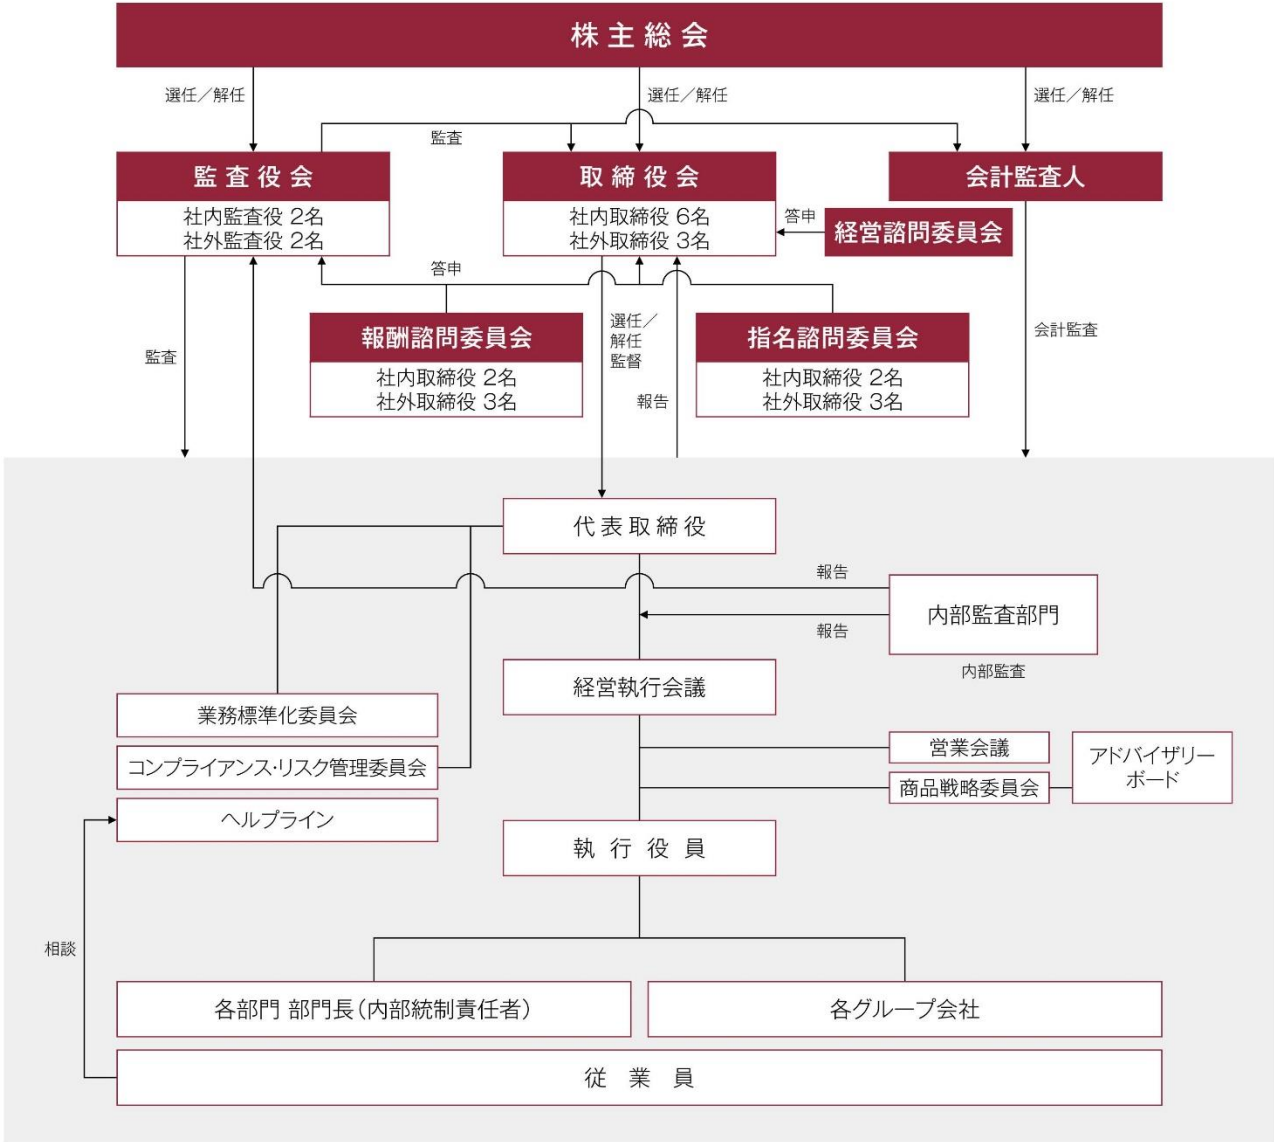 株主総会
選任／解任
選任／解任
選任／解任
監査
監査役会
社内監査役 2名
社外監査役 2名
取締役会
社内取締役 6名
社外取締役 3名
会計監査人
答申
経営諮問委員会
答申
報酬諮問委員会
社内取締役 2名
社外取締役 3名
選任／
解任
監督
指名諮問委員会
社内取締役 2名
社外取締役 3名
監査
報告
会計監査
代表取締役
報告
報告
内部監査部門
内部監査
経営執行会議
業務標準化委員会
コンプライアンス・リスク管理委員会
ヘルプライン
営業会議
商品戦略委員会
アドバイザリー
ボード
執行役員
相談
各部門 部門長（内部統制責任者）
各グループ会社
従業員